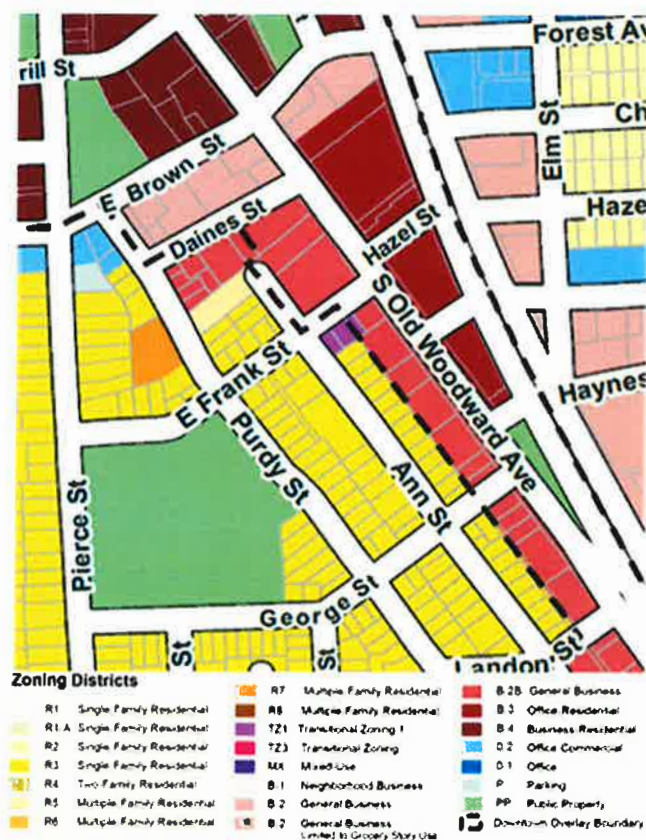 Forest Av
rill St
Elm St
Ch
E Brown St
Haze
Daines St
Hazel St
S Old Woodward Ave
E Frank St
Haynes
Purdy St
Ann St
Pierce St
George St
St
St
Landon St
Zoning Districts
R1 Single Family Residential
R1A Single Family Residential
R2 Single Family Residential
R3 Single Family Residential
R4 Two Family Residential
R5 Multiple Family Residential
R6 Multiple Family Residential
R7 Multiple Family Residential
R8 Multiple Family Residential
TZ1 Transitional Zoning 1
TZ3 Transitional Zoning
MX Mixed Use
B-1 Neighborhood Business
B-2 General Business
B-2 General Business
Limited to Grocery Story Use
B-2B General Business
B-3 Office Residential
B-4 Business Residential
O-2 Office Commercial
O-1 Office
P Parking
PP Public Property
Downtown Overlay Boundary